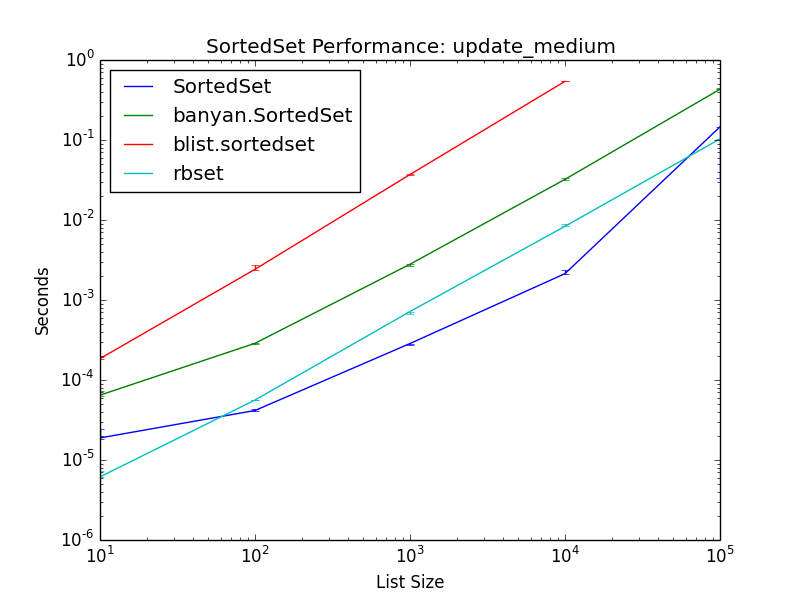 SortedSet Performance: update_medium
10^0
SortedSet
banyan.SortedSet
blist.sortedset
rbset
10^-1
10^-2
10^-3
10^-4
10^-5
10^-6
Seconds
10^1 10^2 10^3 10^4 10^5
List Size